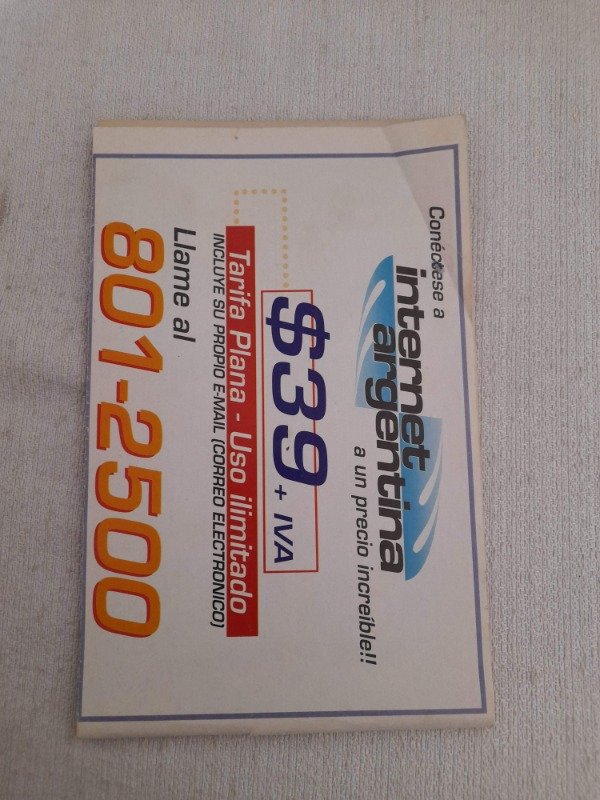 Conéctese a
internet
argentina
a un precio increíble!!
$39 + IVA
Tarifa Plana - Uso ilimitado
INCLUYE SU PROPIO E-MAIL (CORREO ELECTRONICO)
Llame al
801-2500